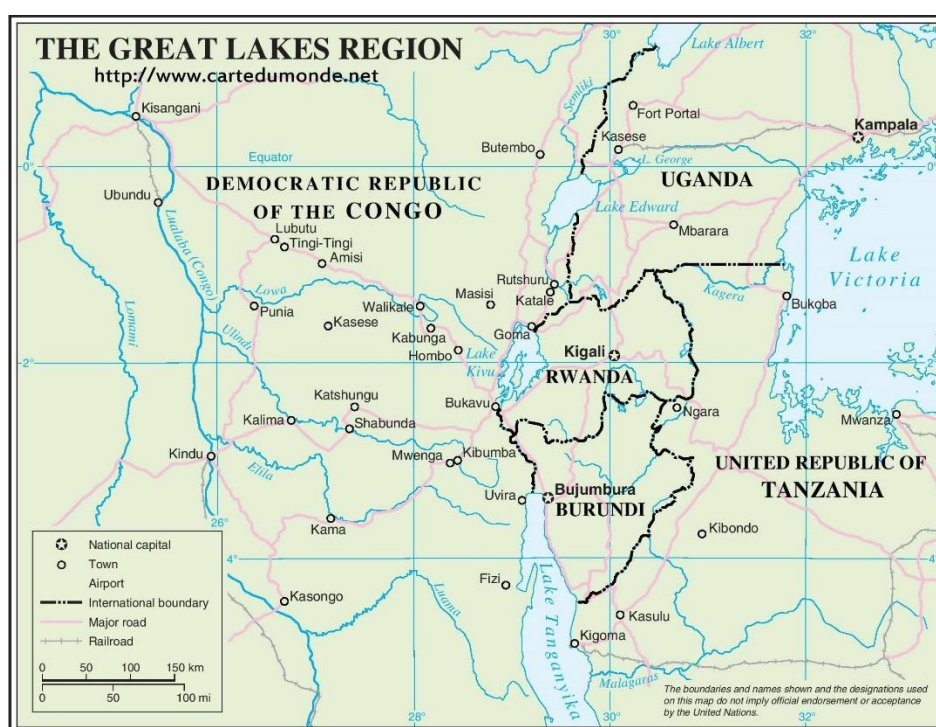 THE GREAT LAKES REGION
http://www.cartedumonde.net
30°
32°
Lake Albert
Kisangani
Semliki
Fort Portal
Kasese
Kampala
Butembo
L. George
Equator
0°
0°
DEMOCRATIC REPUBLIC
OF THE CONGO
UGANDA
Ubundu
Lualaba (Congo)
Lake Edward
Mbarara
Lubutu
Tingi-Tingi
Amisi
Lake
Victoria
Rutshuru
Katale
Kagera
Bukoba
Lowa
Masisi
Walikale
Punia
Kasese
Kabunga
Goma
Lomami
Ulindi
Hombo
Lake
Kivu
Kigali
RWANDA
2°
2°
Katshungu
Bukavu
Ngara
Kalima
Shabunda
Mwanza
Kindu
Elila
Mwenga
Kibumba
UNITED REPUBLIC OF
TANZANIA
Uvira
Bujumbura
BURUNDI
26°
Kama
Kibondo
National capital
Town
Airport
International boundary
Major road
Railroad
0 50 100 150 km
0 50 100 mi
4°
28°
30°
32°
4°
Fizi
Lake Tanganyika
Kasongo
Luama
Kasulu
Kigoma
Malagaras
The boundaries and names shown and the designations used
on this map do not imply official endorsement or acceptance
by the United Nations.